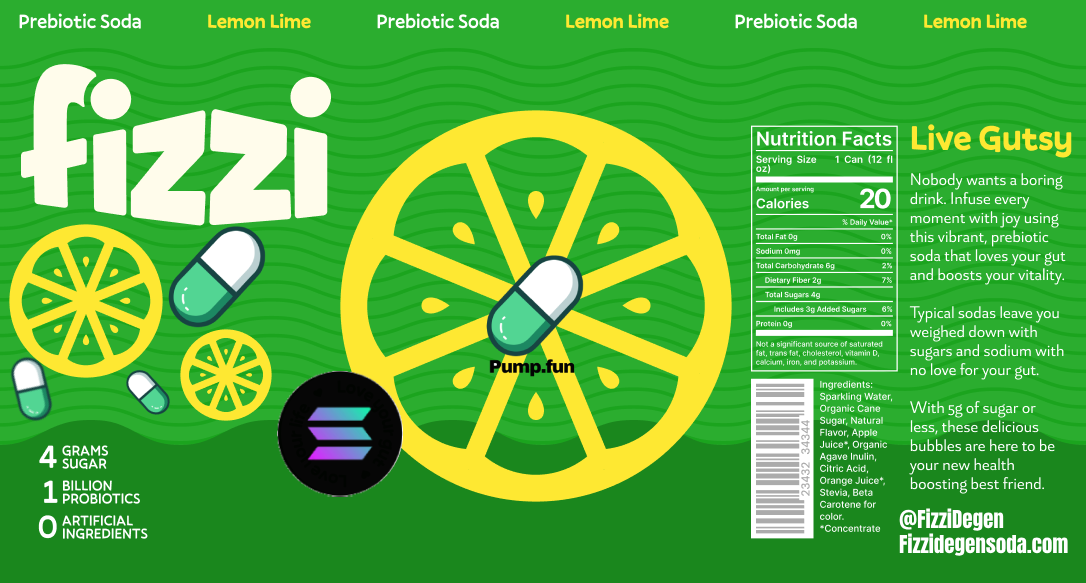 Prebiotic Soda Lemon Lime Prebiotic Soda Lemon Lime Prebiotic Soda Lemon Lime
fizzi
4 GRAMS
SUGAR
1 BILLION
PROBIOTICS
0 ARTIFICIAL
INGREDIENTS
Pump.fun
Nutrition Facts
Serving Size 1 Can (12 fl
oz)
Amount per serving
Calories 20
% Daily Value*
Total Fat 0g 0%
Sodium 0mg 0%
Total Carbohydrate 6g 2%
Dietary Fiber 2g 7%
Total Sugars 4g
Includes 3g Added Sugars 6%
Protein 0g 0%
Not a significant source of saturated
fat, trans fat, cholesterol, vitamin D,
calcium, iron, and potassium.
23432 34344
Ingredients:
Sparkling Water,
Organic Cane
Sugar, Natural
Flavor, Apple
Juice*, Organic
Agave Inulin,
Citric Acid,
Orange Juice*,
Stevia, Beta
Carotene for
color.
*Concentrate
Live Gutsy
Nobody wants a boring
drink. Infuse every
moment with joy using
this vibrant, prebiotic
soda that loves your gut
and boosts your vitality.
Typical sodas leave you
weighed down with
sugars and sodium with
no love for your gut.
With 5g of sugar or
less, these delicious
bubbles are here to be
your new health
boosting best friend.
@FizziDegen
Fizzidegensoda.com